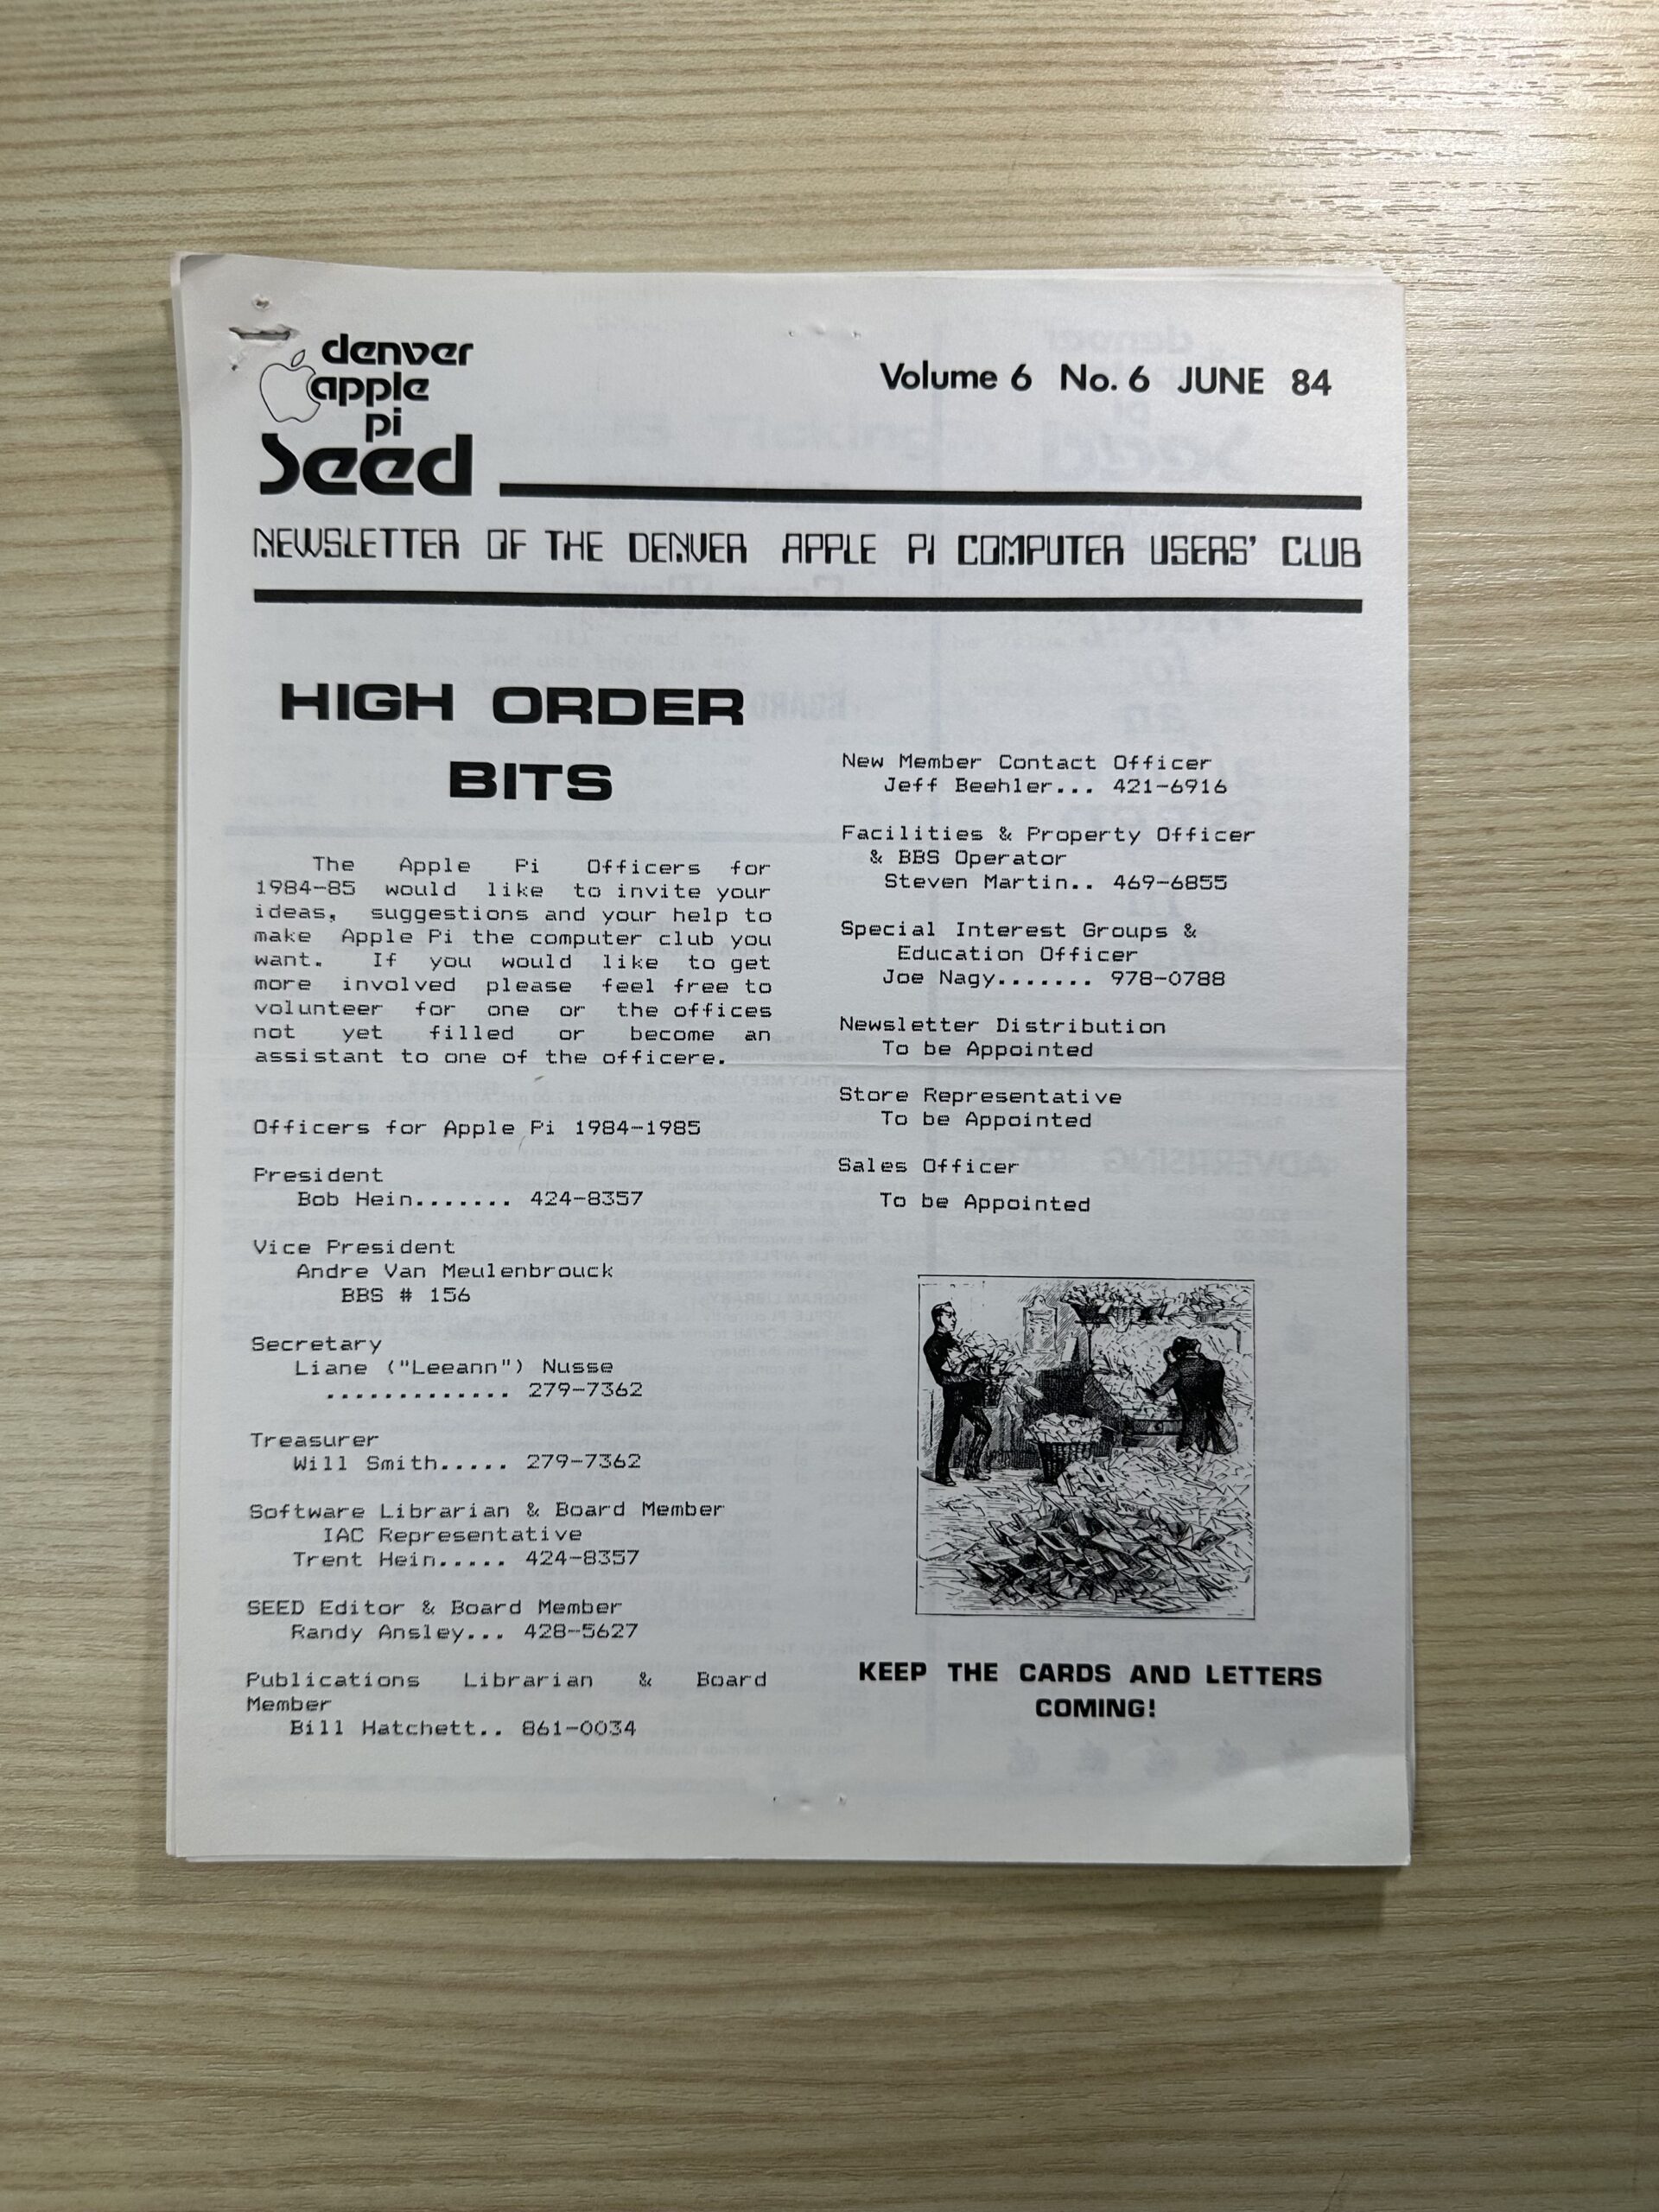 denver
apple
pi
Seed
Volume 6 No. 6 JUNE 84
NEWSLETTER OF THE DENVER APPLE PI COMPUTER USERS' CLUB
HIGH ORDER
BITS
The Apple Pi Officers for
1984-85 would like to invite your
ideas, suggestions and your help to
make Apple Pi the computer club you
want. If you would like to get
more involved please feel free to
volunteer for one or the offices
not yet filled or become an
assistant to one of the officere.
Officers for Apple Pi 1984-1985
President
Bob Hein....... 424-8357
Vice President
Andre Van Meulenbrouck
BBS # 156
Secretary
Liane ("Leeann") Nusse
............. 279-7362
Treasurer
Will Smith..... 279-7362
Software Librarian & Board Member
IAC Representative
Trent Hein..... 424-8357
SEED Editor & Board Member
Randy Ansley... 428-5627
Publications Librarian & Board
Member
Bill Hatchett.. 861-0034
New Member Contact Officer
Jeff Beehler... 421-6916
Facilities & Property Officer
& BBS Operator
Steven Martin.. 469-6855
Special Interest Groups &
Education Officer
Joe Nagy....... 978-0788
Newsletter Distribution
To be Appointed
Store Representative
To be Appointed
Sales Officer
To be Appointed
KEEP THE CARDS AND LETTERS
COMING!